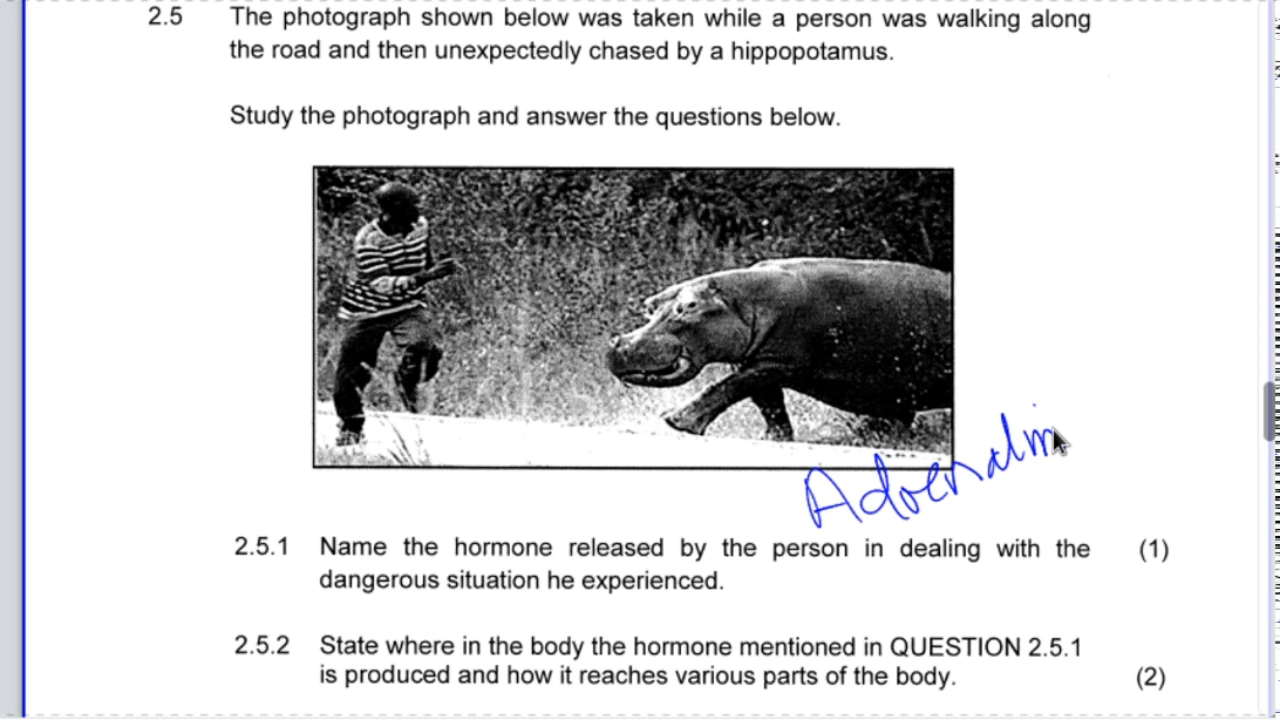 2.5 The photograph shown below was taken while a person was walking along
the road and then unexpectedly chased by a hippopotamus.
Study the photograph and answer the questions below.
Adrenalin
2.5.1 Name the hormone released by the person in dealing with the (1)
dangerous situation he experienced.
2.5.2 State where in the body the hormone mentioned in QUESTION 2.5.1
is produced and how it reaches various parts of the body. (2)